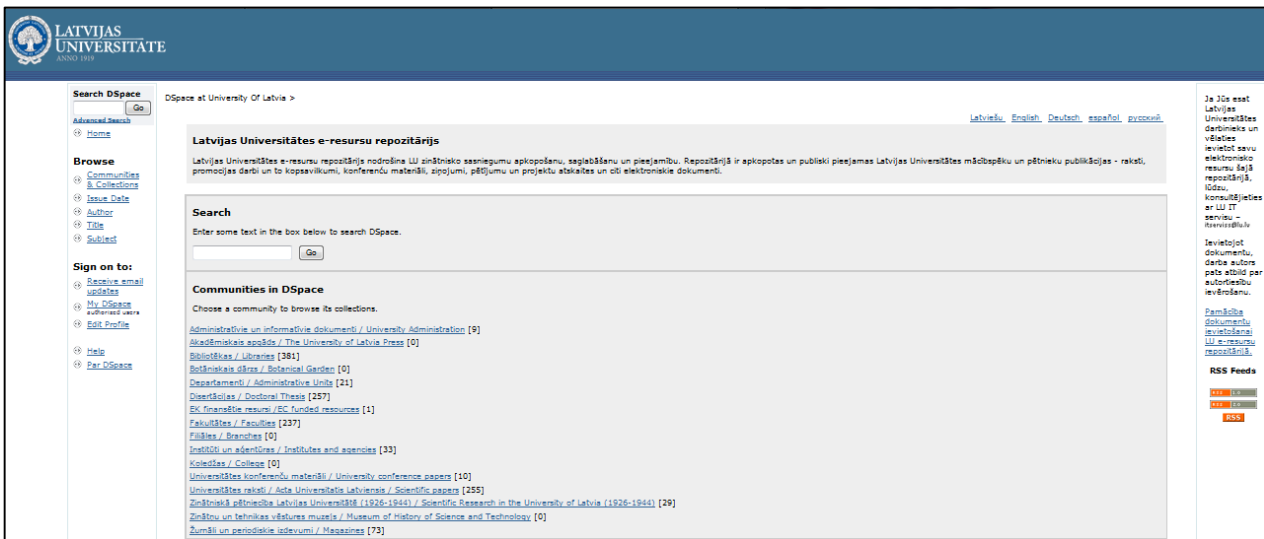 LATVIJAS
UNIVERSITĀTE
ANNO 1919
Search DSpace
Go
Advanced Search
Home
Browse
Communities
& Collections
Issue Date
Author
Title
Subject
Sign on to:
Receive email
updates
My DSpace
authorized users
Edit Profile
Help
Par DSpace
DSpace at University Of Latvia >
Latviešu English Deutsch español русский
Latvijas Universitātes e-resursu repozitārijs
Latvijas Universitātes e-resursu repozitārijs nodrošina LU zinātnisko sasniegumu apkopošanu, saglabāšanu un pieejamību. Repozitārijā ir apkopotas un publiski pieejamas Latvijas Universitātes mācībspēku un pētnieku publikācijas - raksti,
promocijas darbi un to kopsavilkumi, konferenču materiāli, ziņojumi, pētījumu un projektu atskaites un citi elektroniskie dokumenti.
Search
Enter some text in the box below to search DSpace.
Go
Communities in DSpace
Choose a community to browse its collections.
Administratīvie un informatīvie dokumenti / University Administration [9]
Akadēmiskais apgāds / The University of Latvia Press [0]
Bibliotēkas / Libraries [381]
Botāniskais dārzs / Botanical Garden [0]
Departamenti / Administrative Units [21]
Disertācijas / Doctoral Thesis [257]
EK finansētie resursi /EC funded resources [1]
Fakultātes / Faculties [237]
Filiāles / Branches [0]
Institūti un aģentūras / Institutes and agencies [33]
Koledžas / College [0]
Universitātes konferenču materiāli / University conference papers [10]
Universitātes raksti / Acta Universitatis Latviensis / Scientific papers [255]
Zinātniskā pētniecība Latvijas Universitātē (1926-1944) / Scientific Research in the University of Latvia (1926-1944) [29]
Zinātņu un tehnikas vēstures muzejs / Museum of History of Science and Technology [0]
Žurnāli un periodiskie izdevumi / Magazines [73]
Ja Jūs esat
Latvijas
Universitātes
darbinieks un
vēlaties
ievietot savu
elektronisko
resursu šajā
repozitārijā,
lūdzu,
konsultējieties
ar LU IT
servisu –
itserviss@lu.lv
Ievietojot
dokumentu,
darba autors
pats atbild par
autortiesību
ievērošanu.
Pamācība
dokumentu
ievietošanai
LU e-resursu
repozitārijā.
RSS Feeds
RSS 1.0
RSS 2.0
RSS